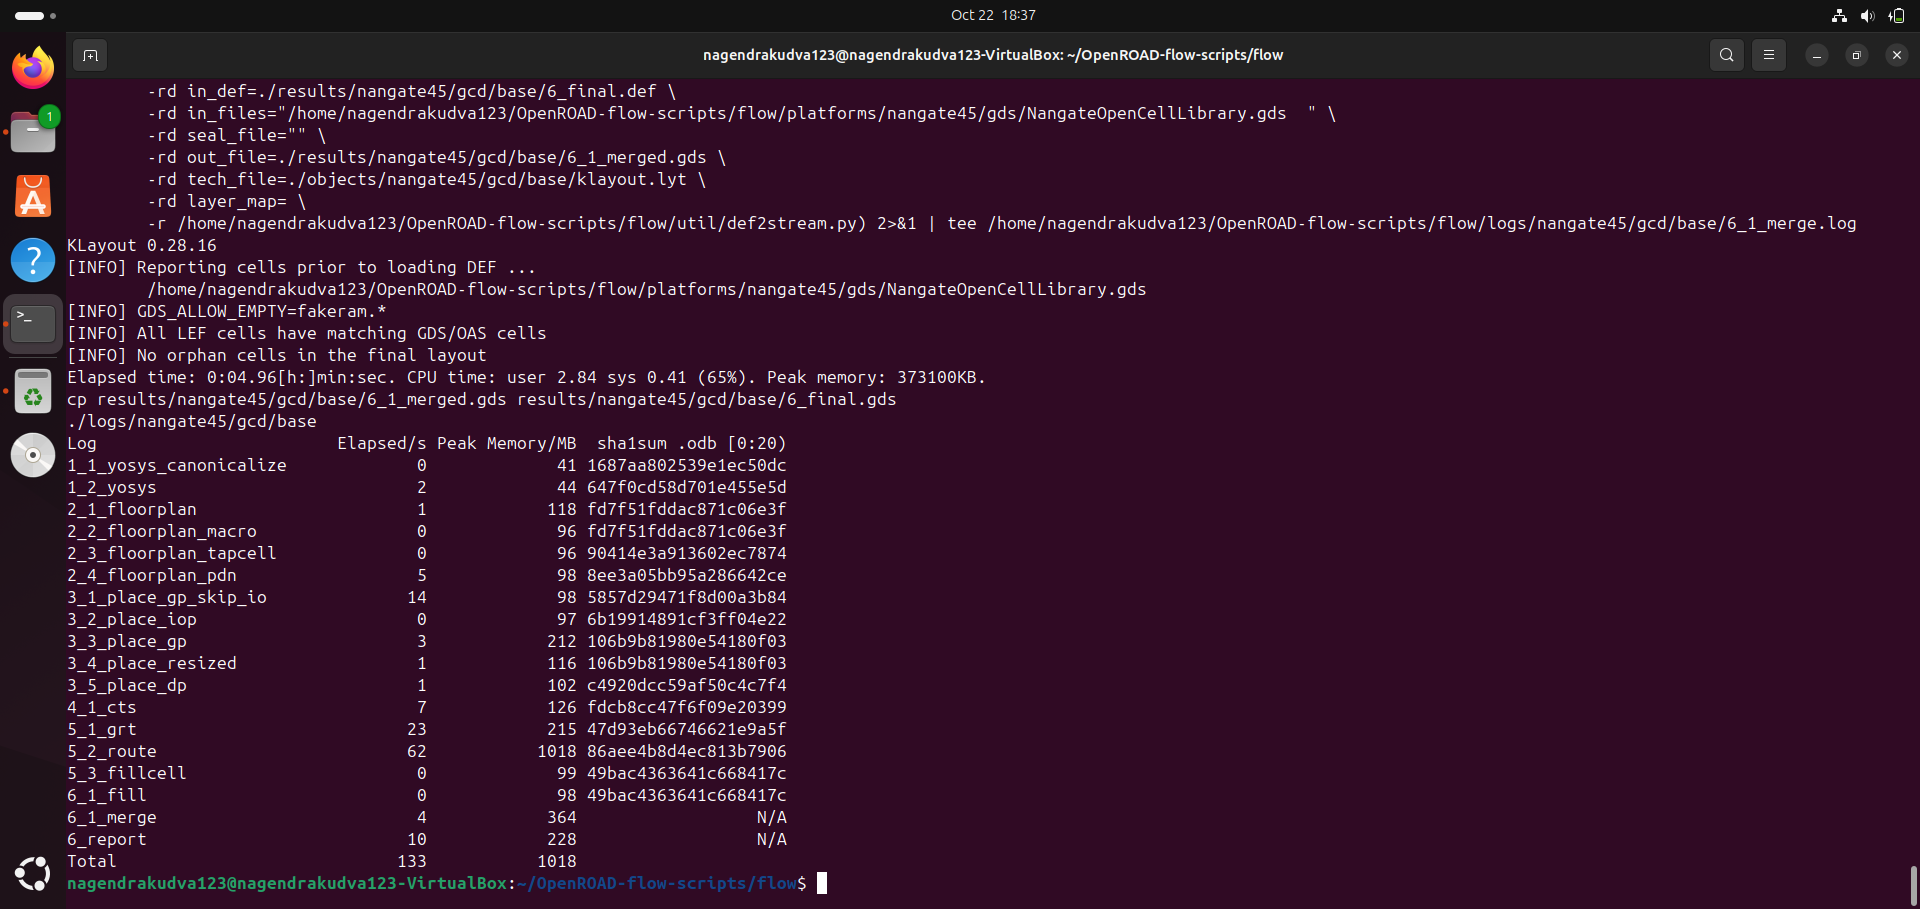 Oct 22 18:37
nagendrakudva123@nagendrakudva123-VirtualBox: ~/OpenROAD-flow-scripts/flow
1
        -rd in_def=./results/nangate45/gcd/base/6_final.def \
        -rd in_files="/home/nagendrakudva123/OpenROAD-flow-scripts/flow/platforms/nangate45/gds/NangateOpenCellLibrary.gds  " \
        -rd seal_file="" \
        -rd out_file=./results/nangate45/gcd/base/6_1_merged.gds \
        -rd tech_file=./objects/nangate45/gcd/base/klayout.lyt \
        -rd layer_map= \
        -r /home/nagendrakudva123/OpenROAD-flow-scripts/flow/util/def2stream.py) 2>&1 | tee /home/nagendrakudva123/OpenROAD-flow-scripts/flow/logs/nangate45/gcd/base/6_1_merge.log
KLayout 0.28.16
[INFO] Reporting cells prior to loading DEF ...
        /home/nagendrakudva123/OpenROAD-flow-scripts/flow/platforms/nangate45/gds/NangateOpenCellLibrary.gds
[INFO] GDS_ALLOW_EMPTY=fakeram.*
[INFO] All LEF cells have matching GDS/OAS cells
[INFO] No orphan cells in the final layout
Elapsed time: 0:04.96[h:]min:sec. CPU time: user 2.84 sys 0.41 (65%). Peak memory: 373100KB.
cp results/nangate45/gcd/base/6_1_merged.gds results/nangate45/gcd/base/6_final.gds
./logs/nangate45/gcd/base
Log                        Elapsed/s Peak Memory/MB  sha1sum .odb [0:20)
1_1_yosys_canonicalize             0             41 1687aa802539e1ec50dc
1_2_yosys                          2             44 647f0cd58d701e455e5d
2_1_floorplan                      1            118 fd7f51fddac871c06e3f
2_2_floorplan_macro                0             96 fd7f51fddac871c06e3f
2_3_floorplan_tapcell              0             96 90414e3a913602ec7874
2_4_floorplan_pdn                  5             98 8ee3a05bb95a286642ce
3_1_place_gp_skip_io              14             98 5857d29471f8d00a3b84
3_2_place_iop                      0             97 6b19914891cf3ff04e22
3_3_place_gp                       3            212 106b9b81980e54180f03
3_4_place_resized                  1            116 106b9b81980e54180f03
3_5_place_dp                       1            102 c4920dcc59af50c4c7f4
4_1_cts                            7            126 fdcb8cc47f6f09e20399
5_1_grt                           23            215 47d93eb66746621e9a5f
5_2_route                         62           1018 86aee4b8d4ec813b7906
5_3_fillcell                       0             99 49bac4363641c668417c
6_1_fill                           0             98 49bac4363641c668417c
6_1_merge                          4            364                  N/A
6_report                          10            228                  N/A
Total                            133           1018
nagendrakudva123@nagendrakudva123-VirtualBox:~/OpenROAD-flow-scripts/flow$